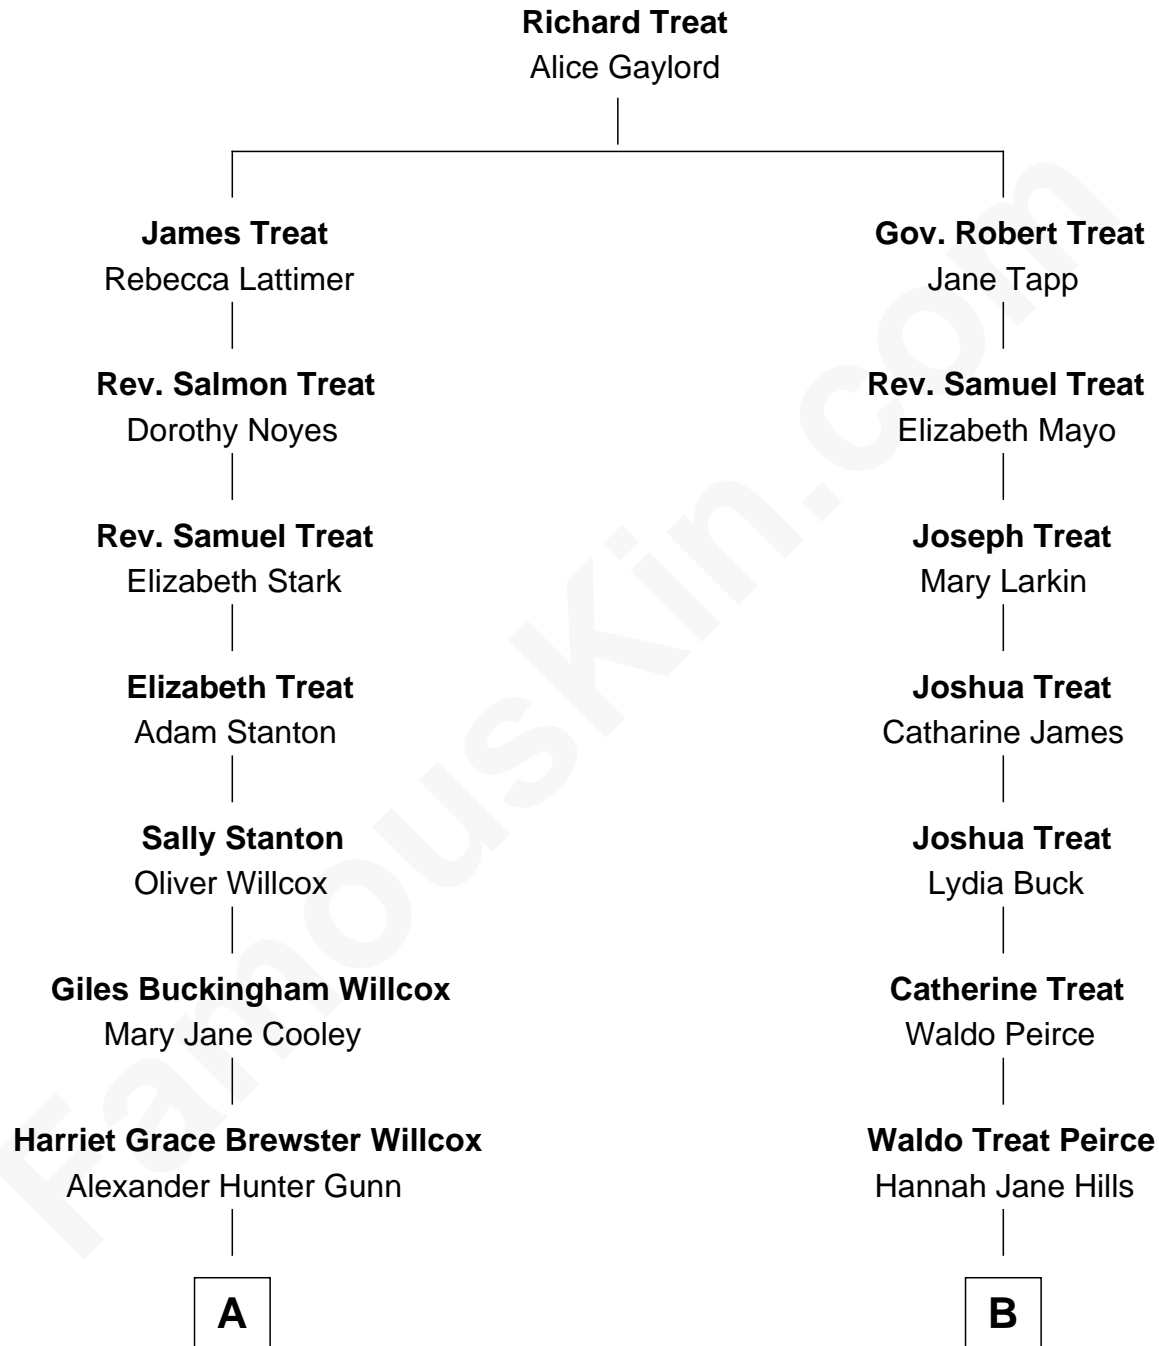 Richard Treat
Alice Gaylord
James Treat
Rebecca Lattimer
Gov. Robert Treat
Jane Tapp
Rev. Salmon Treat
Dorothy Noyes
Rev. Samuel Treat
Elizabeth Mayo
Rev. Samuel Treat
Elizabeth Stark
Joseph Treat
Mary Larkin
Elizabeth Treat
Adam Stanton
Joshua Treat
Catharine James
Sally Stanton
Oliver Willcox
Joshua Treat
Lydia Buck
Giles Buckingham Willcox
Mary Jane Cooley
Catherine Treat
Waldo Peirce
Harriet Grace Brewster Willcox
Alexander Hunter Gunn
Waldo Treat Peirce
Hannah Jane Hills
A
B
FamousKin.com